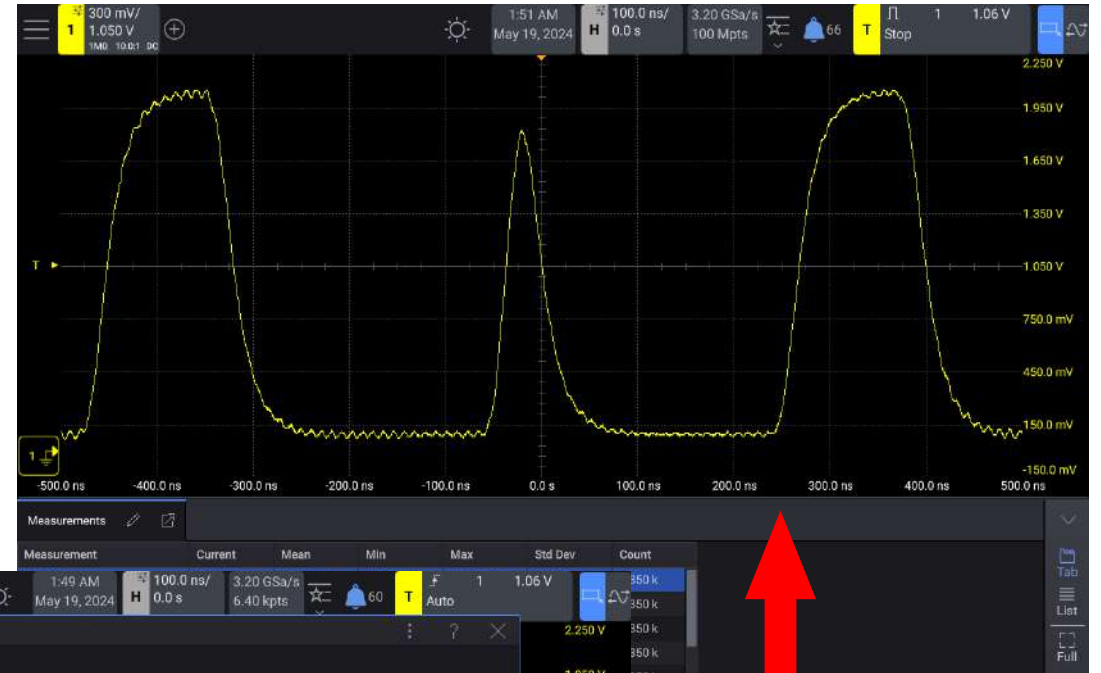 1 300 mV/ 1.050 V 1MΩ 10.0:1 DC
1:51 AM May 19, 2024
H 100.0 ns/ 0.0 s
3.20 GSa/s 100 Mpts
66
T 1 1.06 V Stop
2.250 V
1.950 V
1.650 V
1.350 V
T
1.050 V
750.0 mV
450.0 mV
150.0 mV
1
-150.0 mV
-500.0 ns -400.0 ns -300.0 ns -200.0 ns -100.0 ns 0.0 s 100.0 ns 200.0 ns 300.0 ns 400.0 ns 500.0 ns
Measurements
Measurement Current Mean Min Max Std Dev Count
350 k
350 k
350 k
350 k
Tab
List
Full
1:49 AM May 19, 2024
H 100.0 ns/ 0.0 s
3.20 GSa/s 6.40 kpts
60
T 1 1.06 V Auto
?
2.250 V